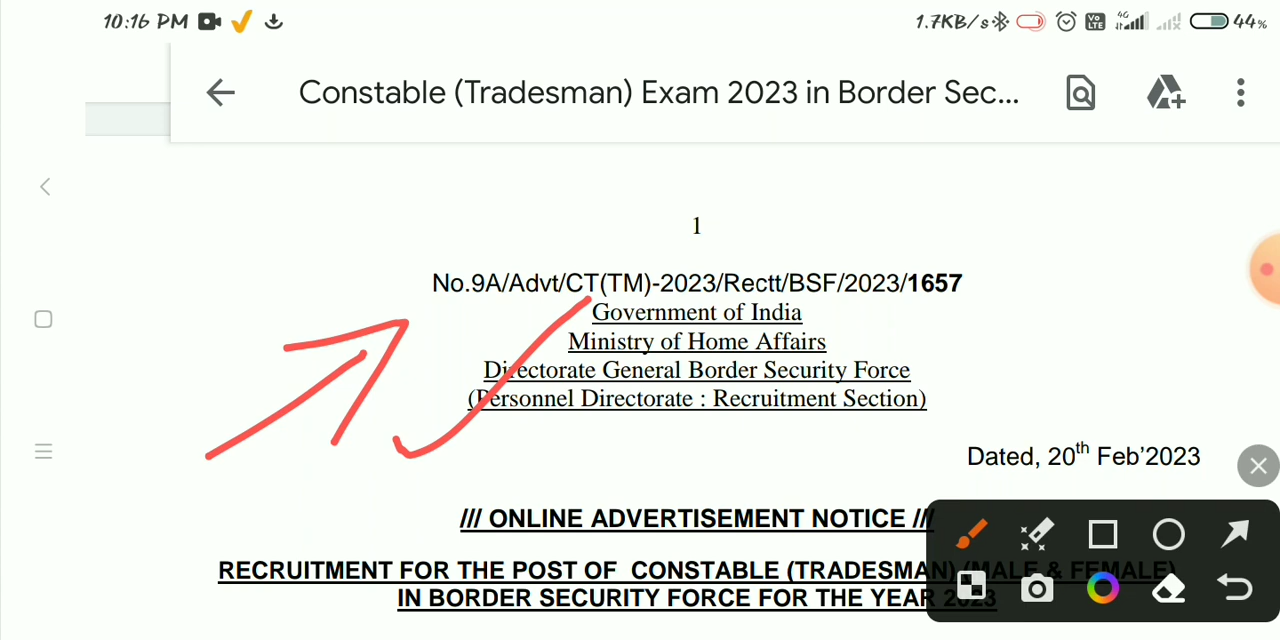 10:16 PM
1.7KB/s
Vo LTE
4G
44%
Constable (Tradesman) Exam 2023 in Border Sec...
1
No.9A/Advt/CT(TM)-2023/Rectt/BSF/2023/1657
Government of India
Ministry of Home Affairs
Directorate General Border Security Force
(Personnel Directorate : Recruitment Section)
Dated, 20th Feb’2023
/// ONLINE ADVERTISEMENT NOTICE ///
RECRUITMENT FOR THE POST OF CONSTABLE (TRADESMAN) (MALE & FEMALE)
IN BORDER SECURITY FORCE FOR THE YEAR 2023